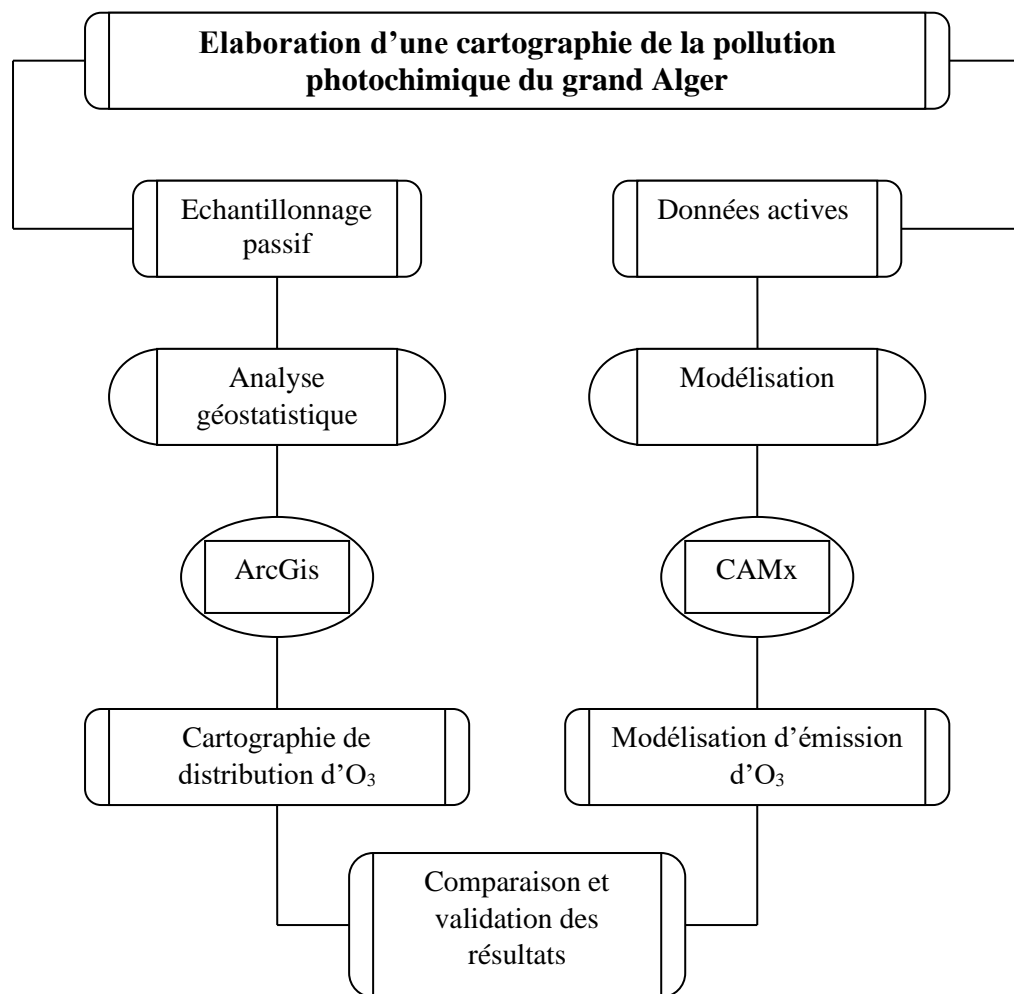 Elaboration d'une cartographie de la pollution
photochimique du grand Alger
Echantillonnage
passif
Données actives
Analyse
géostatistique
Modélisation
ArcGis
CAMx
Cartographie de
distribution d'O₃
Modélisation d'émission
d'O₃
Comparaison et
validation des
résultats